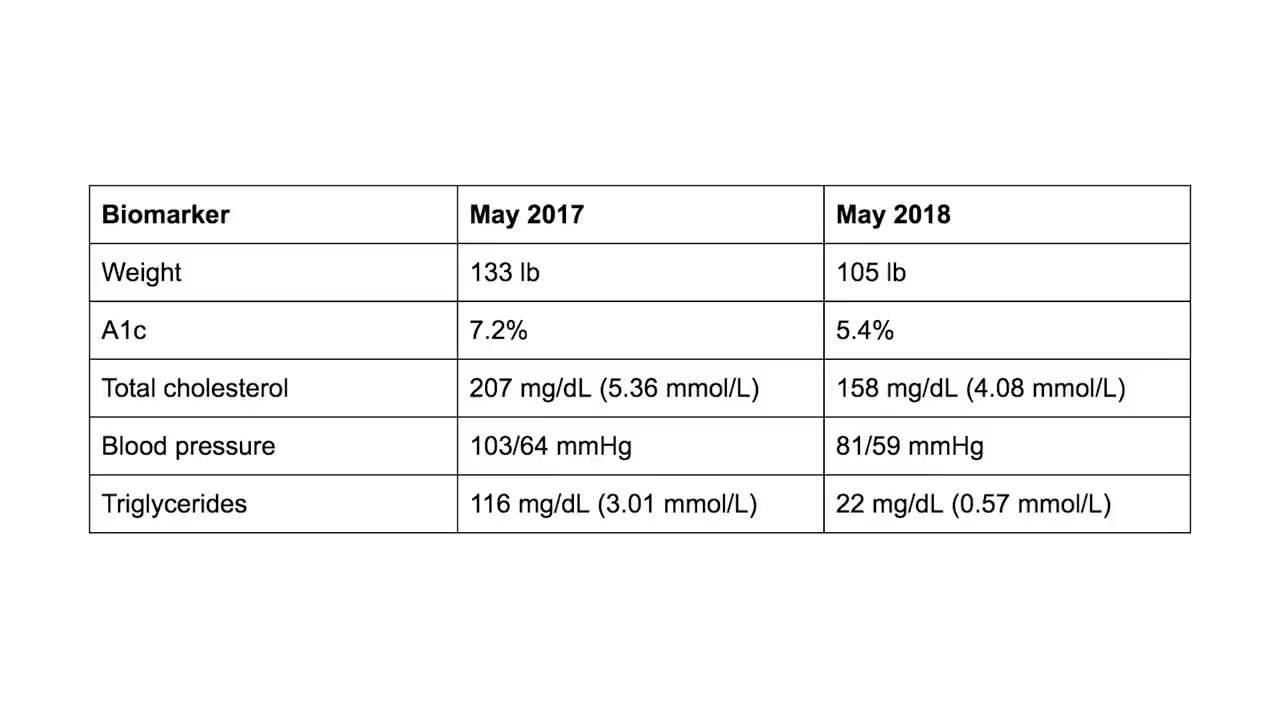 Biomarker May 2017 May 2018
Weight 133 lb 105 lb
A1c 7.2% 5.4%
Total cholesterol 207 mg/dL (5.36 mmol/L) 158 mg/dL (4.08 mmol/L)
Blood pressure 103/64 mmHg 81/59 mmHg
Triglycerides 116 mg/dL (3.01 mmol/L) 22 mg/dL (0.57 mmol/L)